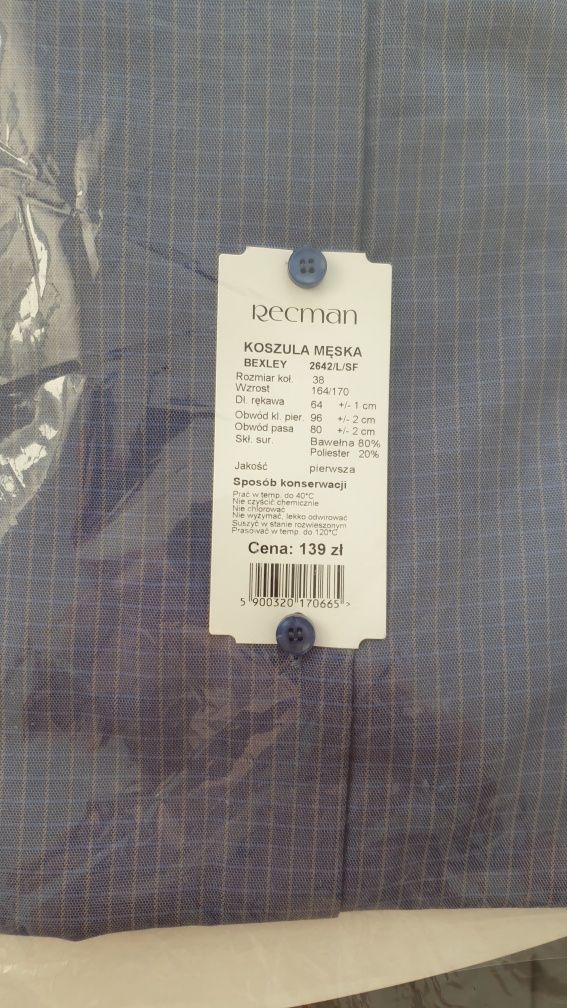 Recman
KOSZULA MĘSKA
BEXLEY 2642/L/SF
Rozmiar koł. 38
Wzrost 164/170
Dł. rękawa 64 +/- 1 cm
Obwód kl. pier. 96 +/- 2 cm
Obwód pasa 80 +/- 2 cm
Skł. sur. Bawełna 80%
Poliester 20%
Jakość pierwsza
Sposób konserwacji
Prać w temp. do 40°C
Nie czyścić chemicznie
Nie chlorować
Nie wyżymać, lekko odwirować
Suszyć w stanie rozwieszonym
Prasować w temp. do 120°C
Cena: 139 zł
5 900320 170665 >